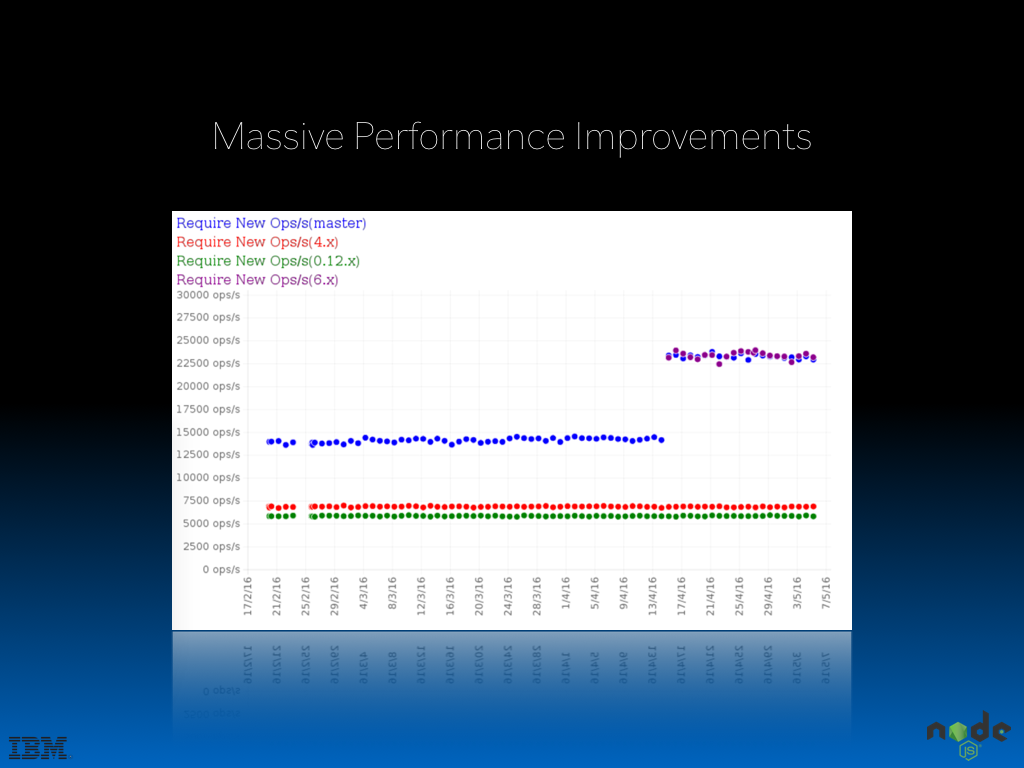 Massive Performance Improvements
Require New Ops/s(master)
Require New Ops/s(4.x)
Require New Ops/s(0.12.x)
Require New Ops/s(6.x)
30000 ops/s
27500 ops/s
25000 ops/s
22500 ops/s
20000 ops/s
17500 ops/s
15000 ops/s
12500 ops/s
10000 ops/s
7500 ops/s
5000 ops/s
2500 ops/s
0 ops/s
17/2/16
21/2/16
25/2/16
29/2/16
4/3/16
8/3/16
12/3/16
16/3/16
20/3/16
24/3/16
28/3/16
1/4/16
5/4/16
9/4/16
13/4/16
17/4/16
21/4/16
25/4/16
29/4/16
3/5/16
7/5/16
IBM
node
JS